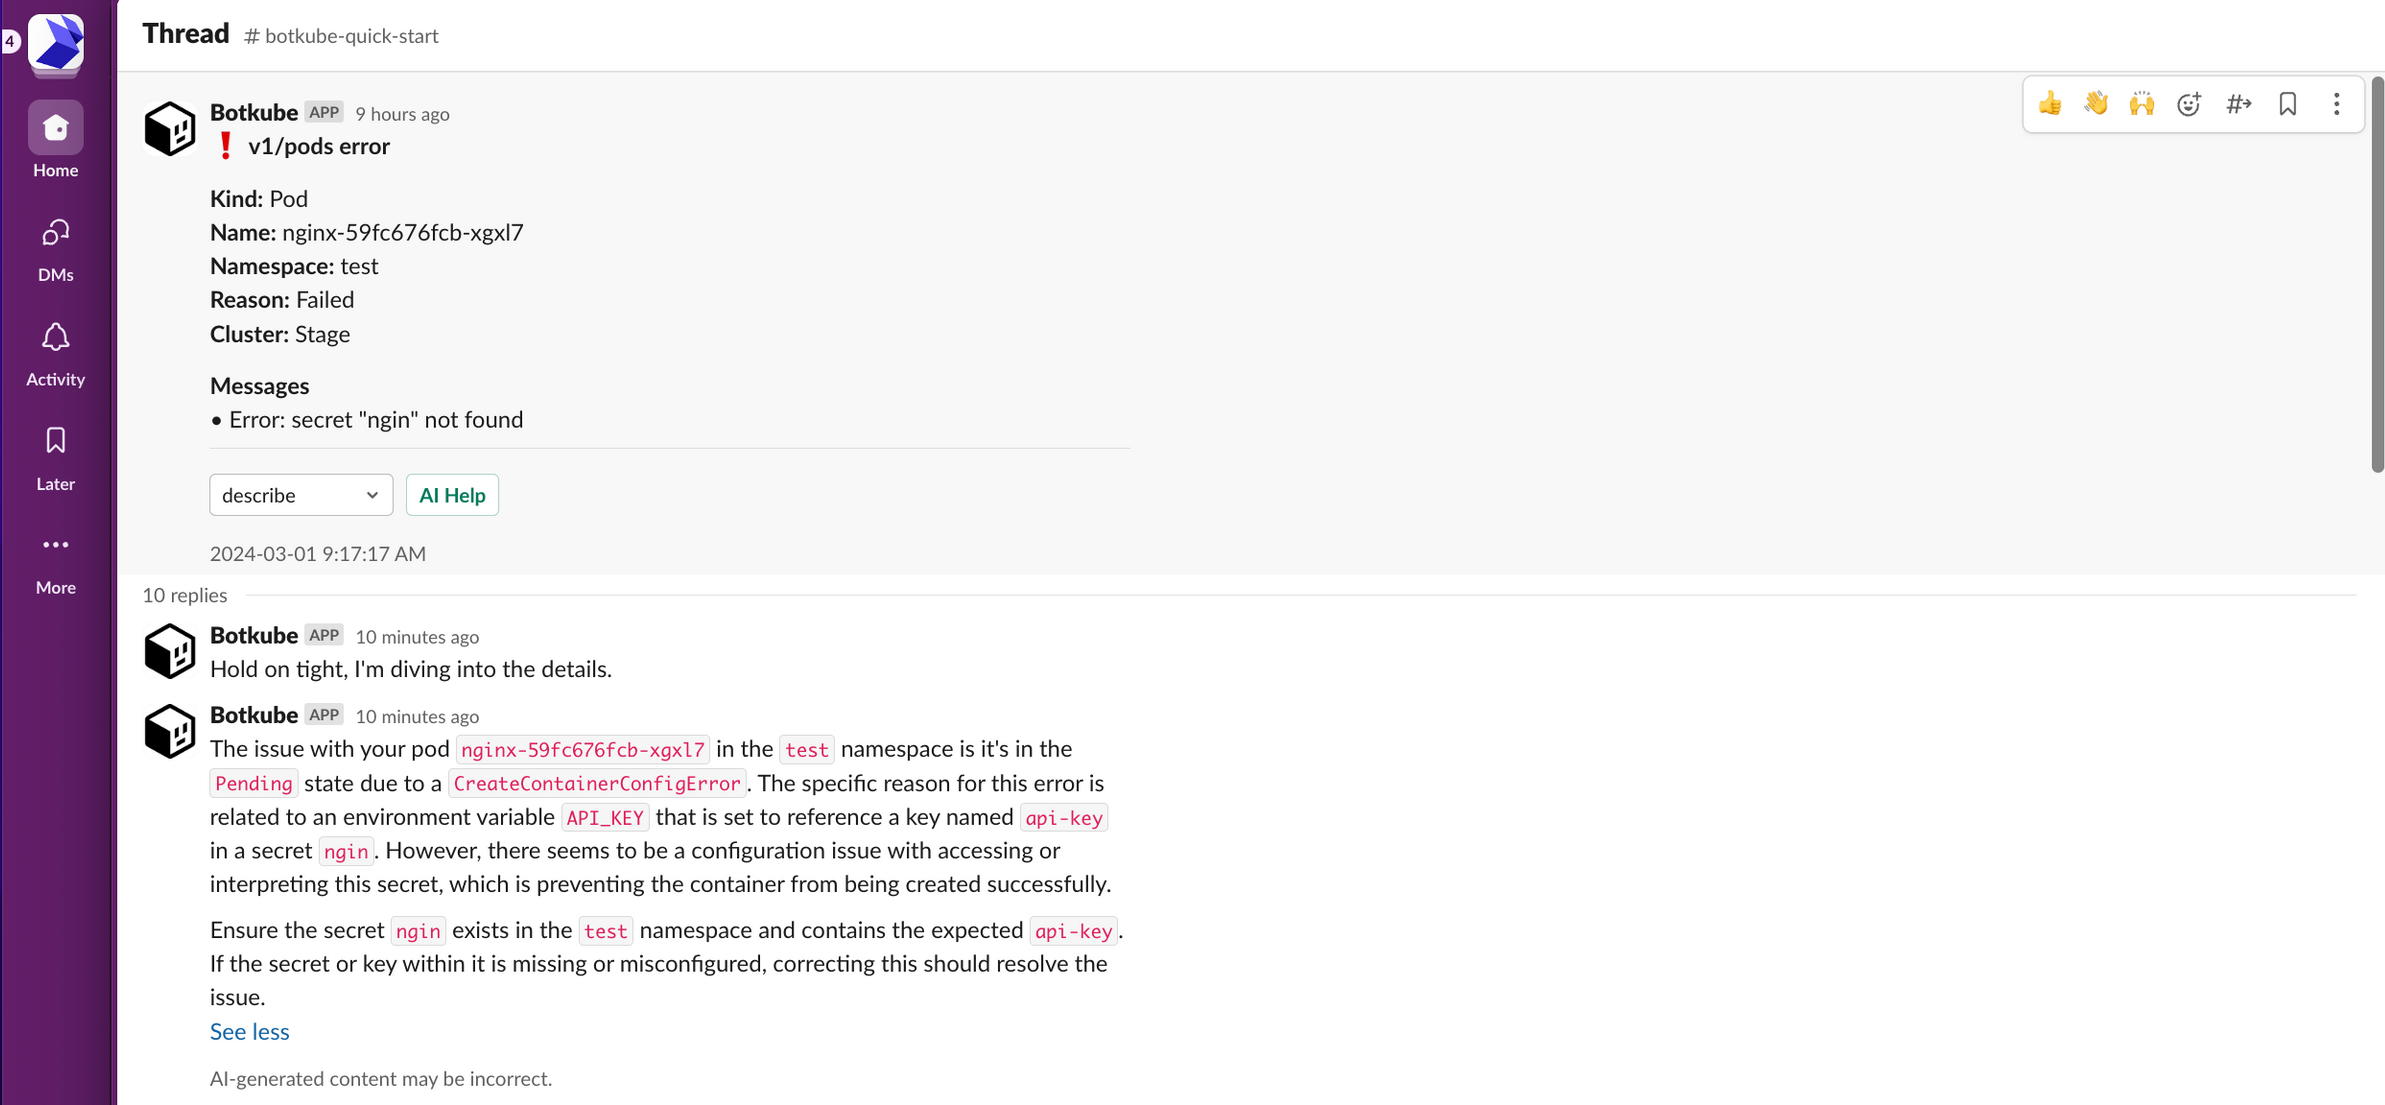 4
Home
DMs
Activity
Later
More
Thread # botkube-quick-start
Botkube APP 9 hours ago
❗ v1/pods error
Kind: Pod
Name: nginx-59fc676fcb-xgxl7
Namespace: test
Reason: Failed
Cluster: Stage
Messages
• Error: secret "ngin" not found
describe AI Help
2024-03-01 9:17:17 AM
10 replies
Botkube APP 10 minutes ago
Hold on tight, I'm diving into the details.
Botkube APP 10 minutes ago
The issue with your pod nginx-59fc676fcb-xgxl7 in the test namespace is it's in the
Pending state due to a CreateContainerConfigError. The specific reason for this error is
related to an environment variable API_KEY that is set to reference a key named api-key
in a secret ngin. However, there seems to be a configuration issue with accessing or
interpreting this secret, which is preventing the container from being created successfully.
Ensure the secret ngin exists in the test namespace and contains the expected api-key.
If the secret or key within it is missing or misconfigured, correcting this should resolve the
issue.
See less
AI-generated content may be incorrect.